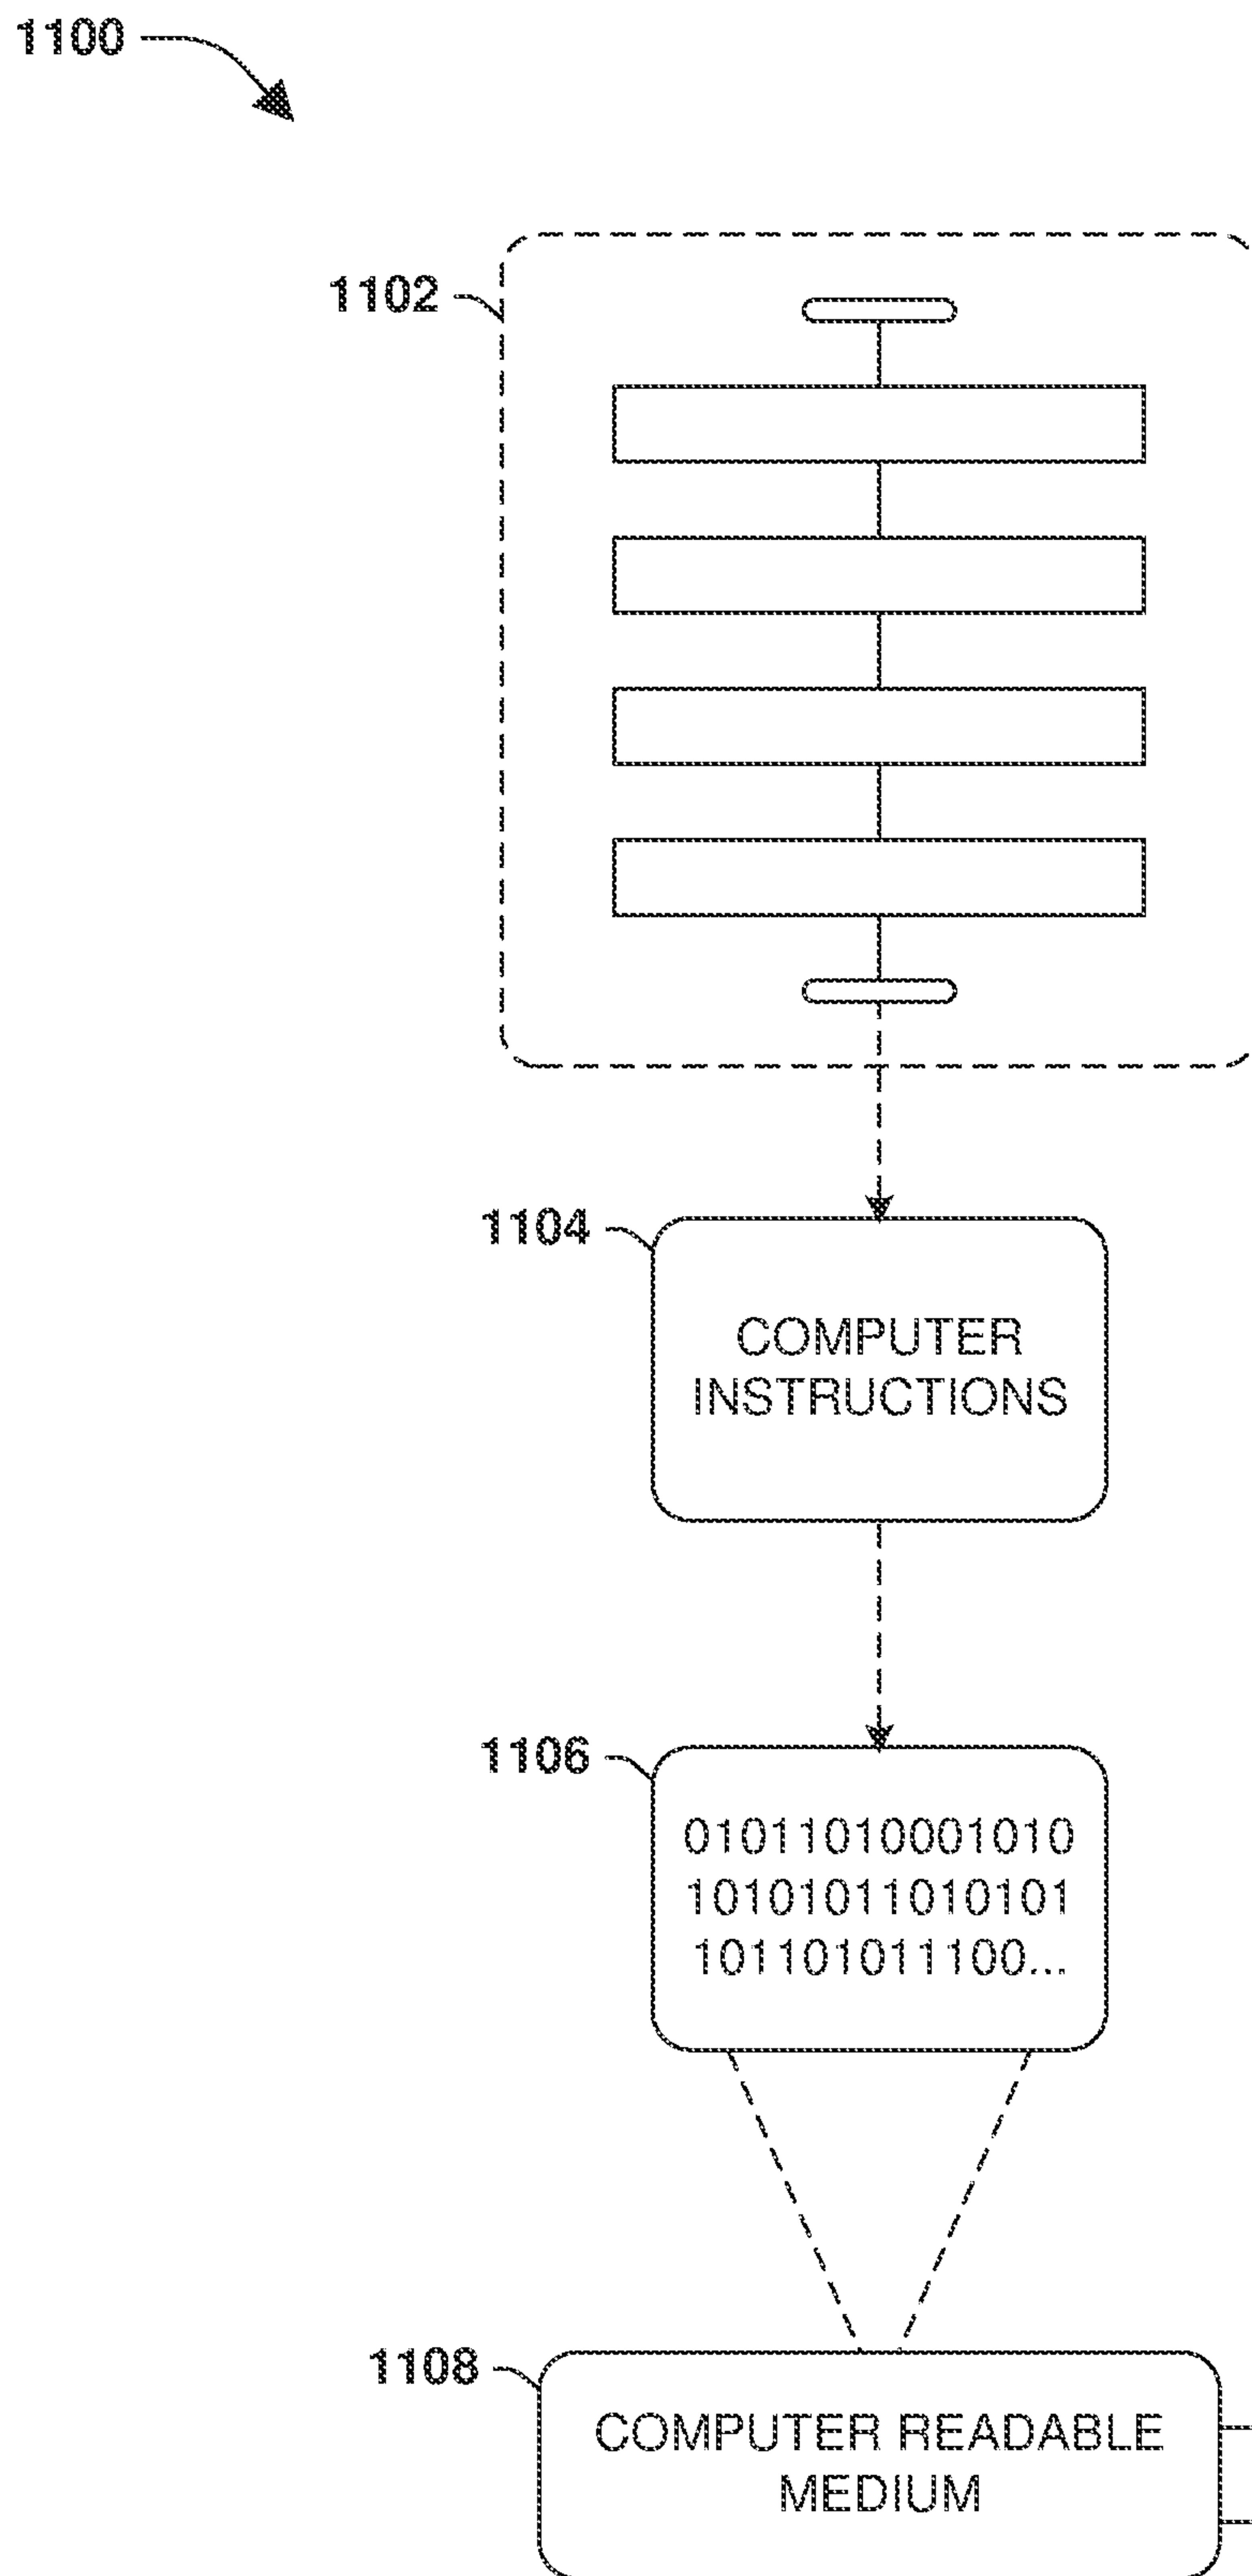 1100
1102
1104
COMPUTER
INSTRUCTIONS
1106
01011010001010
10101011010101
101101011100...
1108
COMPUTER READABLE
MEDIUM